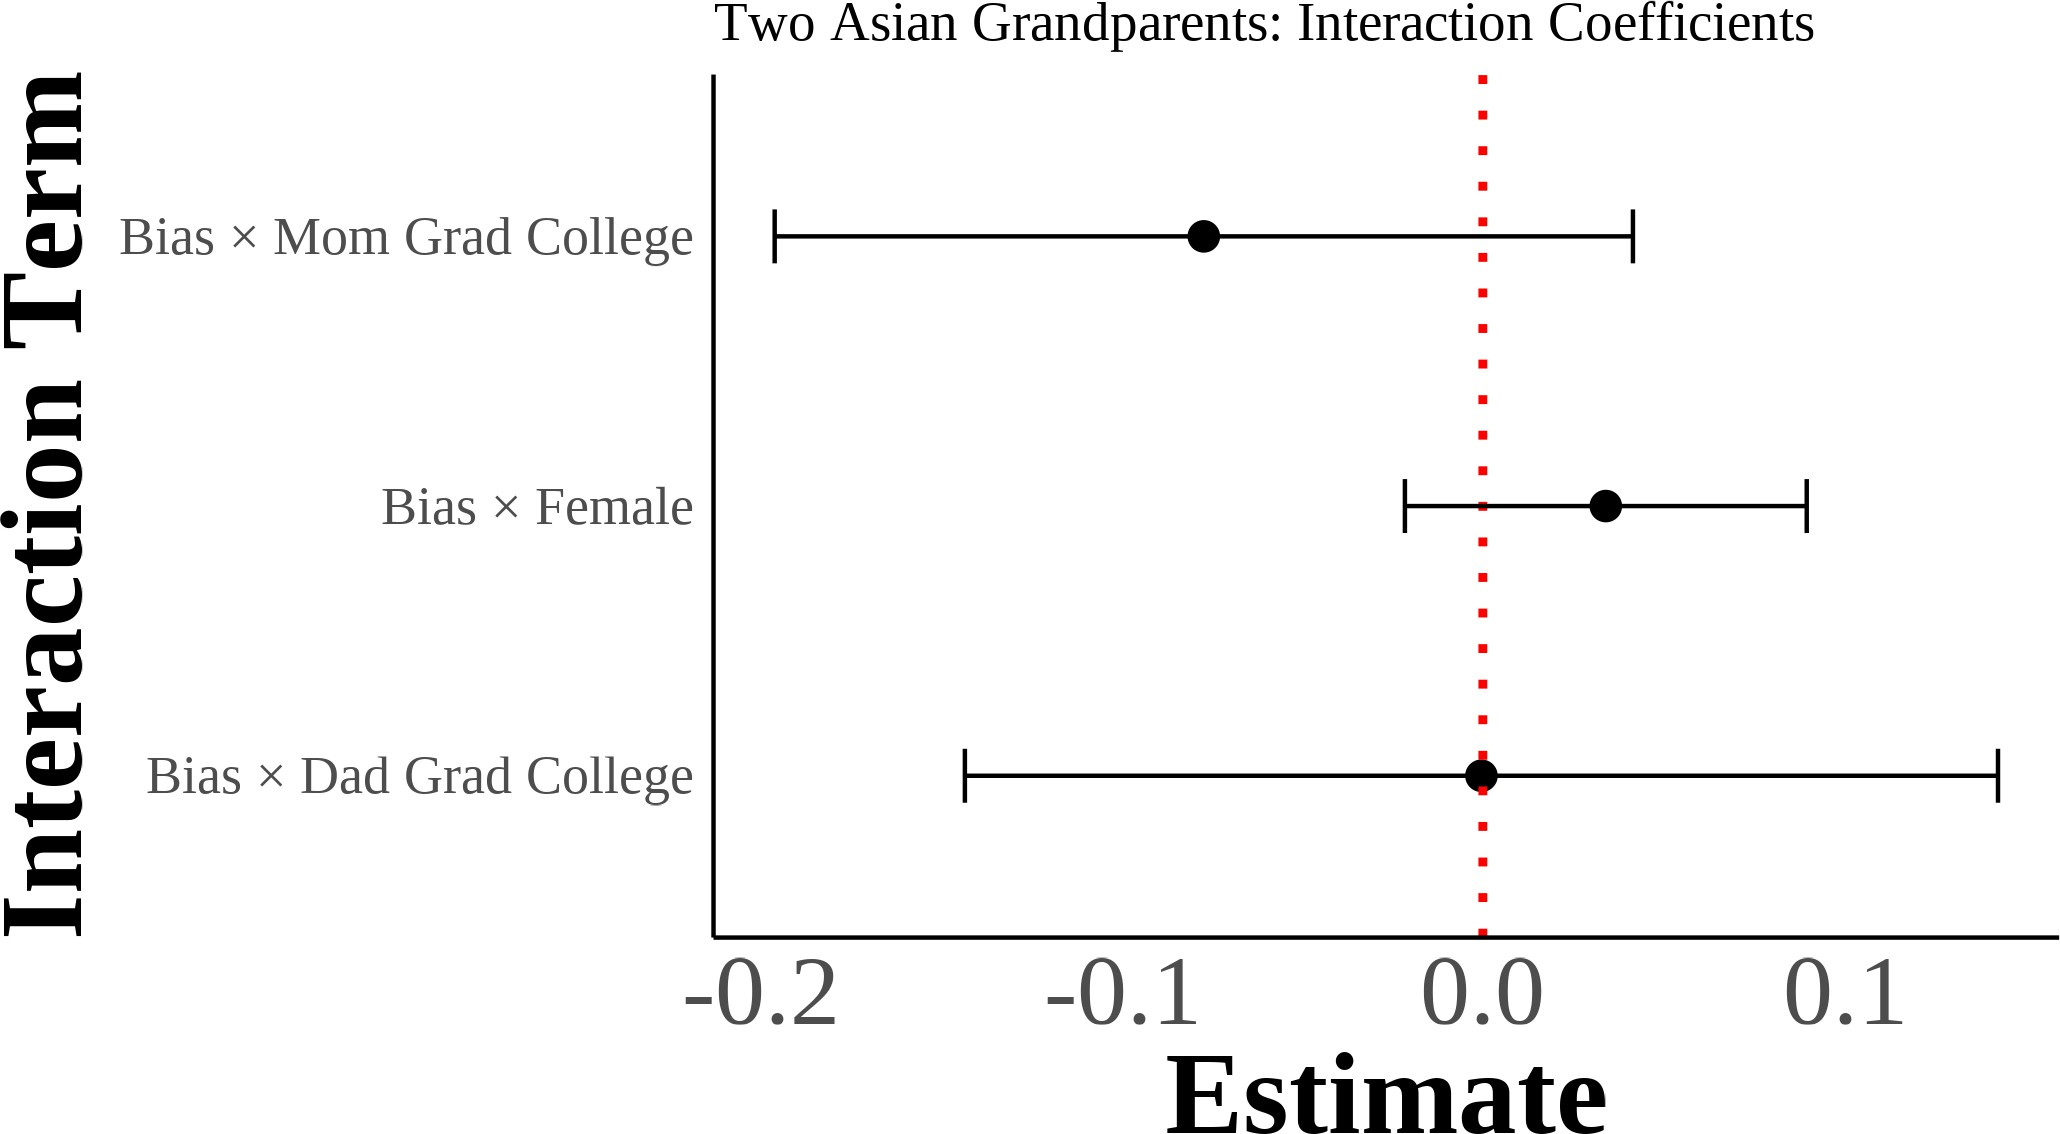 Two Asian Grandparents: Interaction Coefficients
Interaction Term
Bias × Mom Grad College
Bias × Female
Bias × Dad Grad College
-0.2 -0.1 0.0 0.1
Estimate